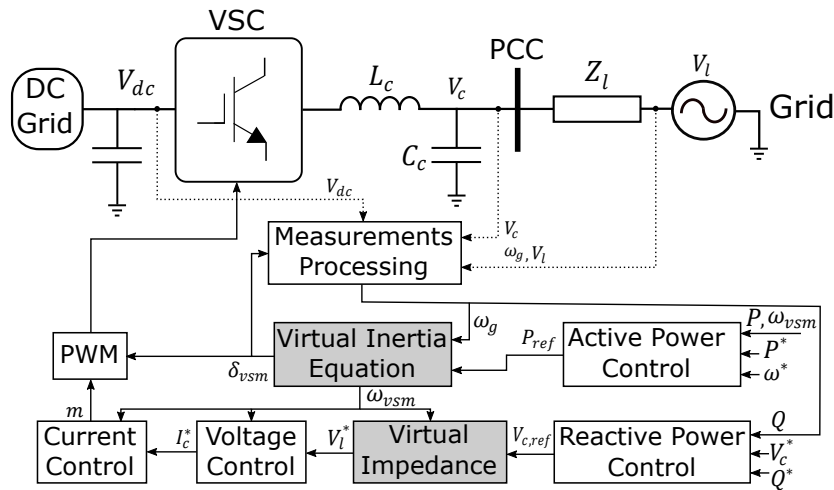 VSC
PCC
DC
Grid
V_dc
L_c
V_c
Z_l
V_l
Grid
C_c
V_dc
V_c
Measurements
Processing
ω_g, V_l
ω_g
P, ω_vsm
PWM
δ_vsm
Virtual Inertia
Equation
P_ref
Active Power
Control
P*
ω*
ω_vsm
m
Q
Current
Control
I_c*
Voltage
Control
V_l*
Virtual
Impedance
V_c,ref
Reactive Power
Control
V_c*
Q*